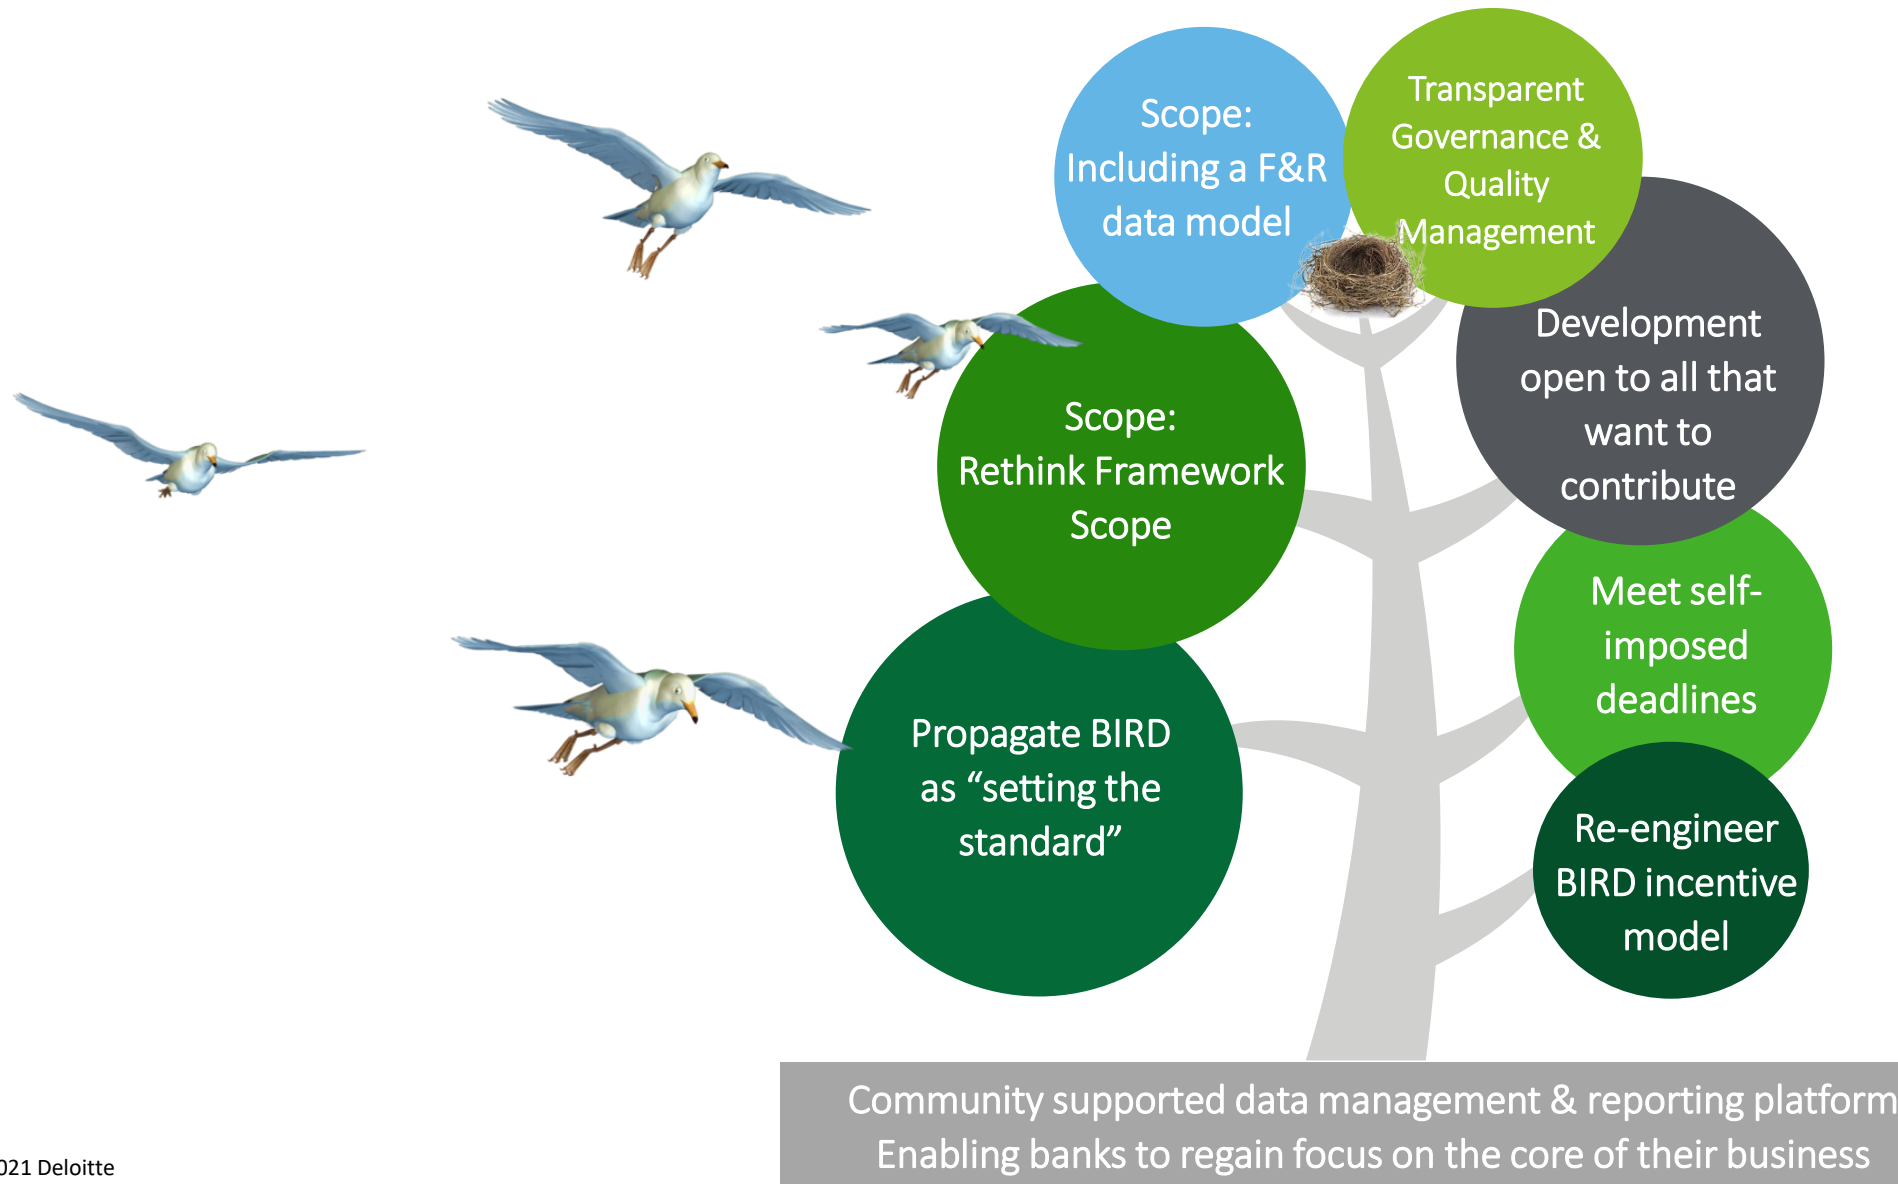 Scope:
Including a F&R
data model
Transparent
Governance &
Quality
Management
Development
open to all that
want to
contribute
Scope:
Rethink Framework
Scope
Meet self-
imposed
deadlines
Propagate BIRD
as “setting the
standard”
Re-engineer
BIRD incentive
model
Community supported data management & reporting platform
Enabling banks to regain focus on the core of their business
021 Deloitte